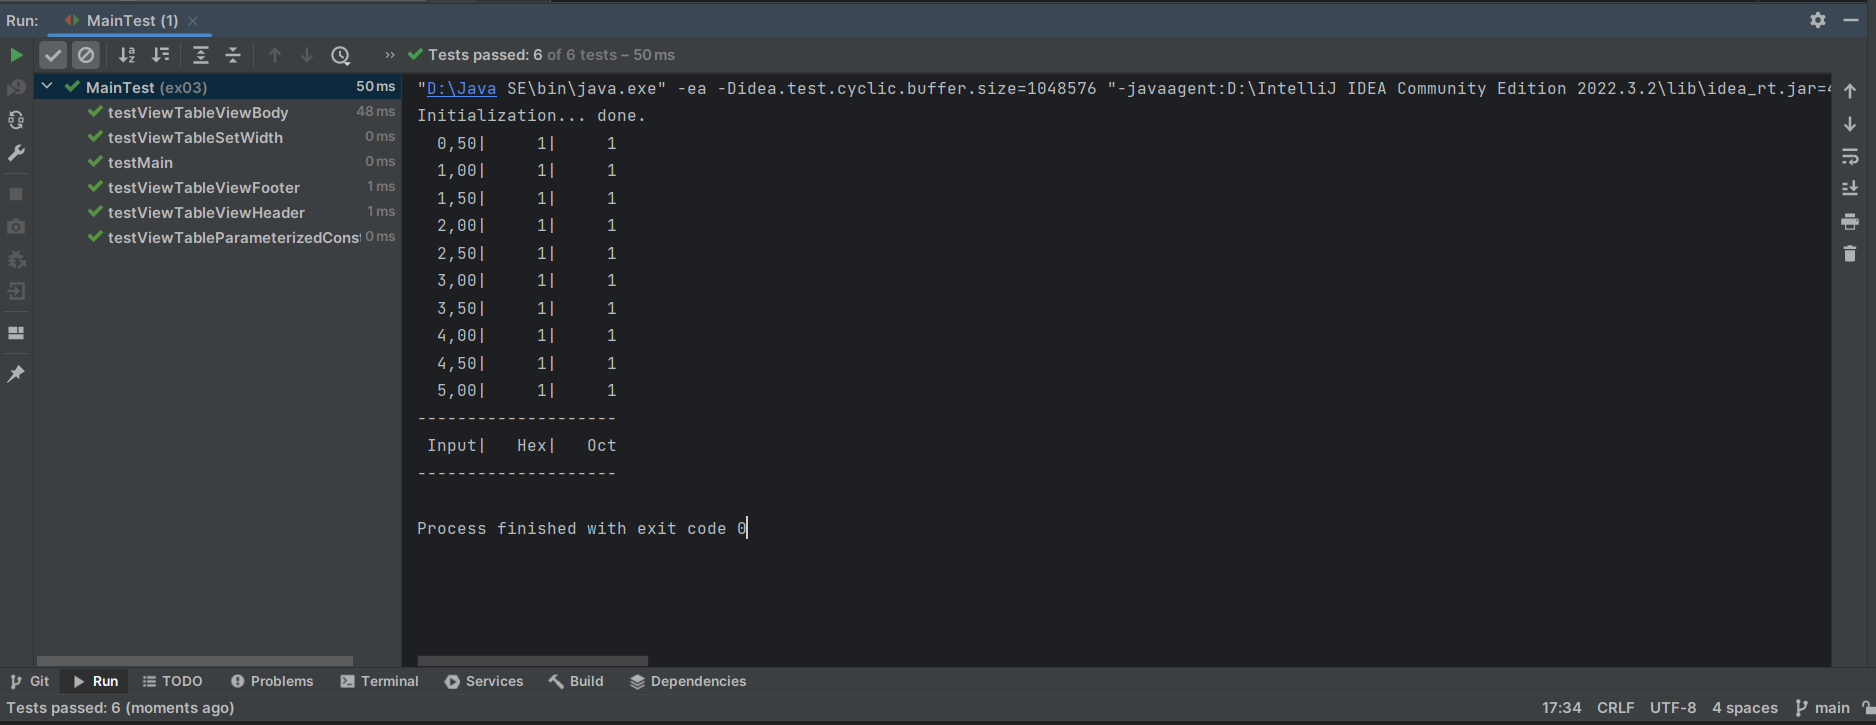 Run: MainTest (1)
Tests passed: 6 of 6 tests – 50 ms
MainTest (ex03) 50 ms
testViewTableViewBody 48 ms
testViewTableSetWidth 0 ms
testMain 0 ms
testViewTableViewFooter 1 ms
testViewTableViewHeader 1 ms
testViewTableParameterizedConst 0 ms
"D:\Java SE\bin\java.exe" -ea -Didea.test.cyclic.buffer.size=1048576 "-javaagent:D:\IntelliJ IDEA Community Edition 2022.3.2\lib\idea_rt.jar=4
Initialization... done.
0,50| 1| 1
1,00| 1| 1
1,50| 1| 1
2,00| 1| 1
2,50| 1| 1
3,00| 1| 1
3,50| 1| 1
4,00| 1| 1
4,50| 1| 1
5,00| 1| 1
--------------------
Input| Hex| Oct
--------------------
Process finished with exit code 0
Git Run TODO Problems Terminal Services Build Dependencies
Tests passed: 6 (moments ago) 17:34 CRLF UTF-8 4 spaces main